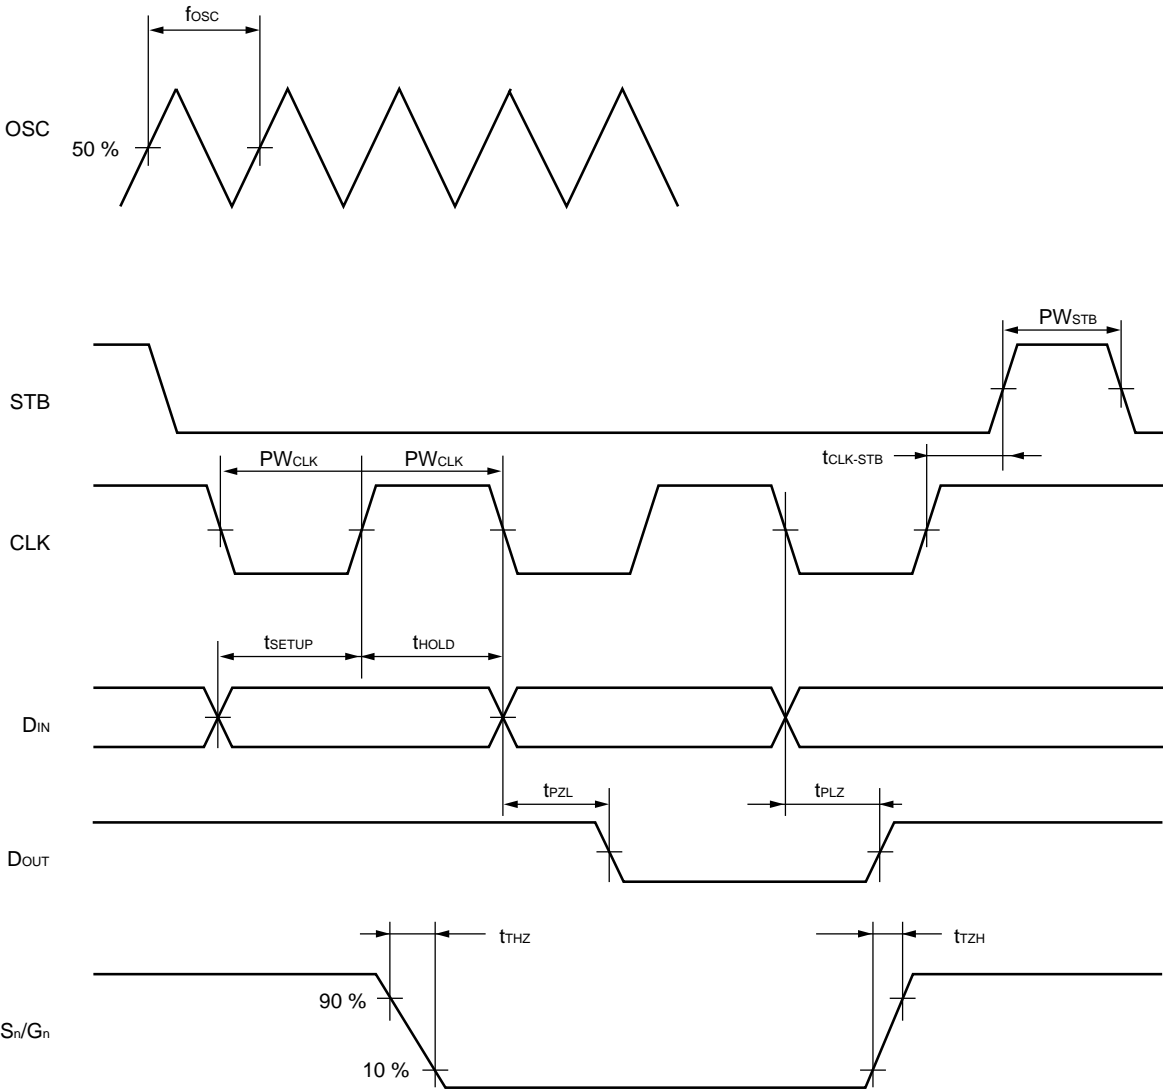 fOSC
OSC
50 %
PWSTB
STB
tCLK-STB
PWCLK PWCLK
CLK
tSETUP tHOLD
DIN
tPZL tPLZ
DOUT
tTHZ tTZH
90 %
Sn/Gn
10 %